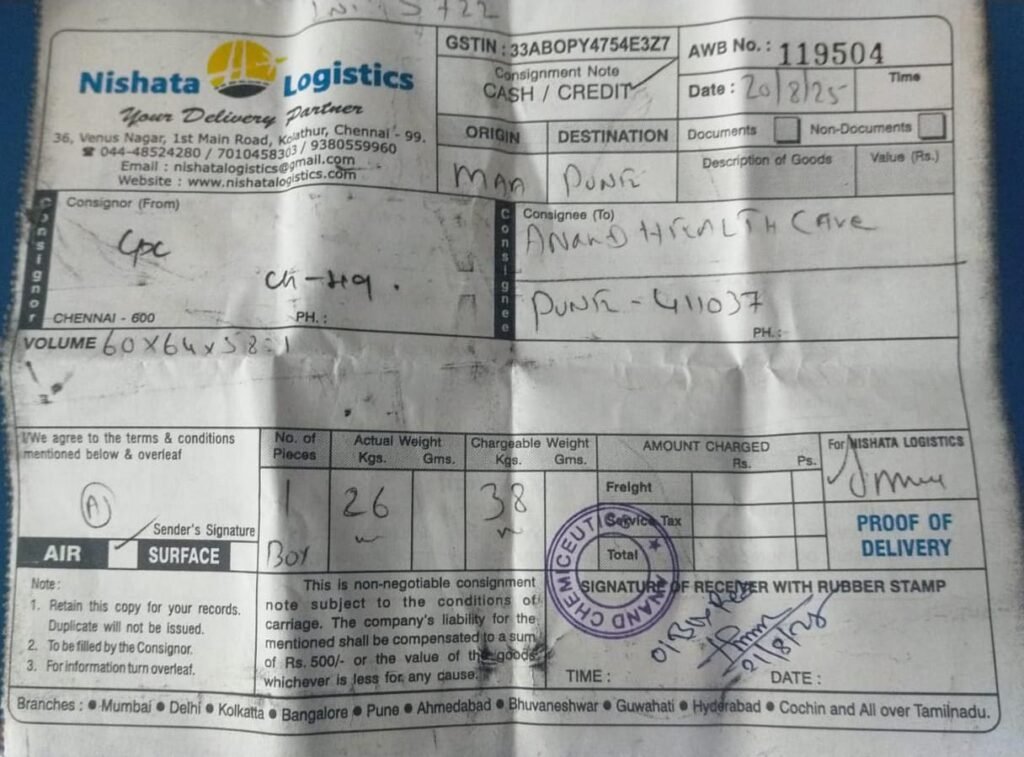 Nishata Logistics
Your Delivery Partner
36, Venus Nagar, 1st Main Road, Kolathur, Chennai - 99.
☎ 044-48524280 / 7010458303 / 9380559960
Email : nishatalogistics@gmail.com
Website : www.nishatalogistics.com
GSTIN : 33ABOPY4754E3Z7
Consignment Note
CASH / CREDIT
AWB No. : 119504
Date : 20/8/25
Time
ORIGIN
DESTINATION
MAA
PUNE
Documents
Non-Documents
Description of Goods
Value (Rs.)
Consignor
Consignor (From)
Cpc
CHENNAI - 600
PH. :
Consignee
Consignee (To)
ANAND HEALTH CARE
PUNE - 411037
PH. :
VOLUME 60 X 64 X 58 = 1
I/We agree to the terms & conditions
mentioned below & overleaf
A
Sender's Signature
AIR
SURFACE
No. of
Pieces
1
Box
Actual Weight
Kgs. Gms.
26
Chargeable Weight
Kgs. Gms.
38
AMOUNT CHARGED
Rs. Ps.
Freight
Service Tax
Total
For NISHATA LOGISTICS
PROOF OF
DELIVERY
Note :
1. Retain this copy for your records.
Duplicate will not be issued.
2. To be filled by the Consignor.
3. For information turn overleaf.
This is non-negotiable consignment
note subject to the conditions of
carriage. The company's liability for the
mentioned shall be compensated to a sum
of Rs. 500/- or the value of the goods
whichever is less for any cause.
SIGNATURE OF RECEIVER WITH RUBBER STAMP
ANAND CHEMICEUTICS
01 Box Rec
21/8/25
TIME :
DATE :
Branches : ● Mumbai ● Delhi ● Kolkatta ● Bangalore ● Pune ● Ahmedabad ● Bhuvaneshwar ● Guwahati ● Hyderabad ● Cochin and All over Tamilnadu.